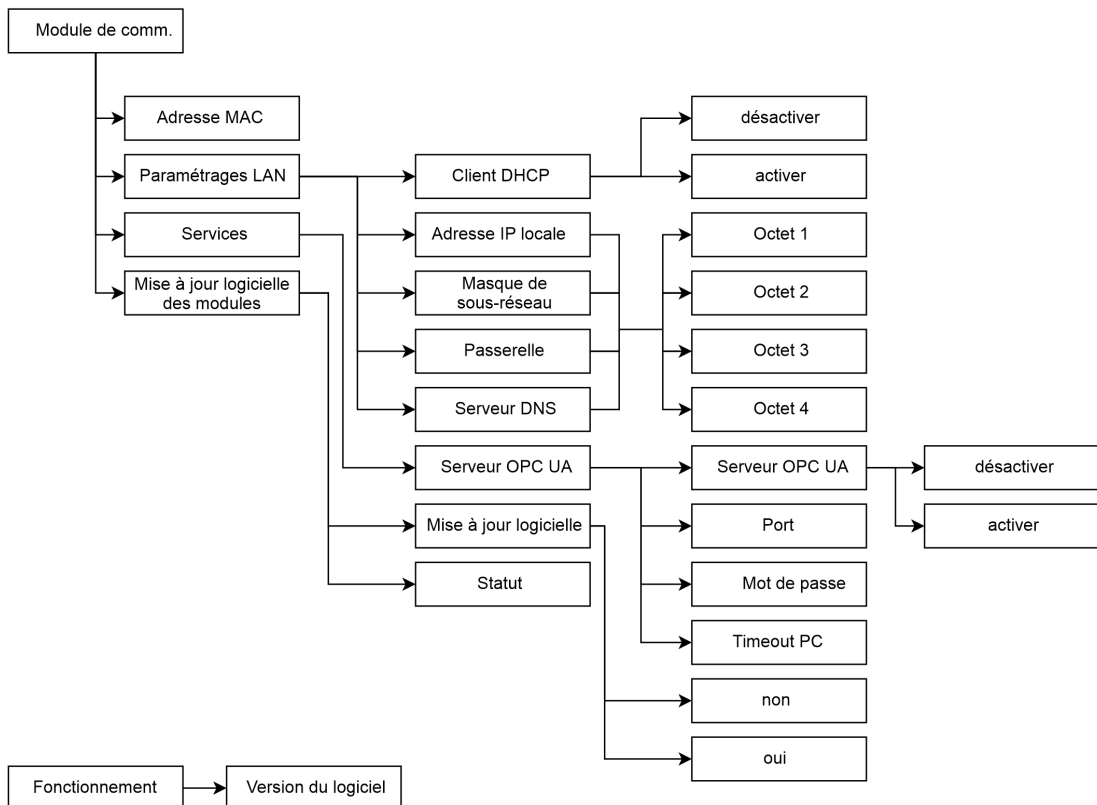 Module de comm.
Adresse MAC
désactiver
Paramétrages LAN
Client DHCP
activer
Services
Adresse IP locale
Octet 1
Mise à jour logicielle
des modules
Masque de
sous-réseau
Octet 2
Passerelle
Octet 3
Serveur DNS
Octet 4
Serveur OPC UA
Serveur OPC UA
désactiver
Mise à jour logicielle
Port
activer
Statut
Mot de passe
Timeout PC
non
oui
Fonctionnement
Version du logiciel